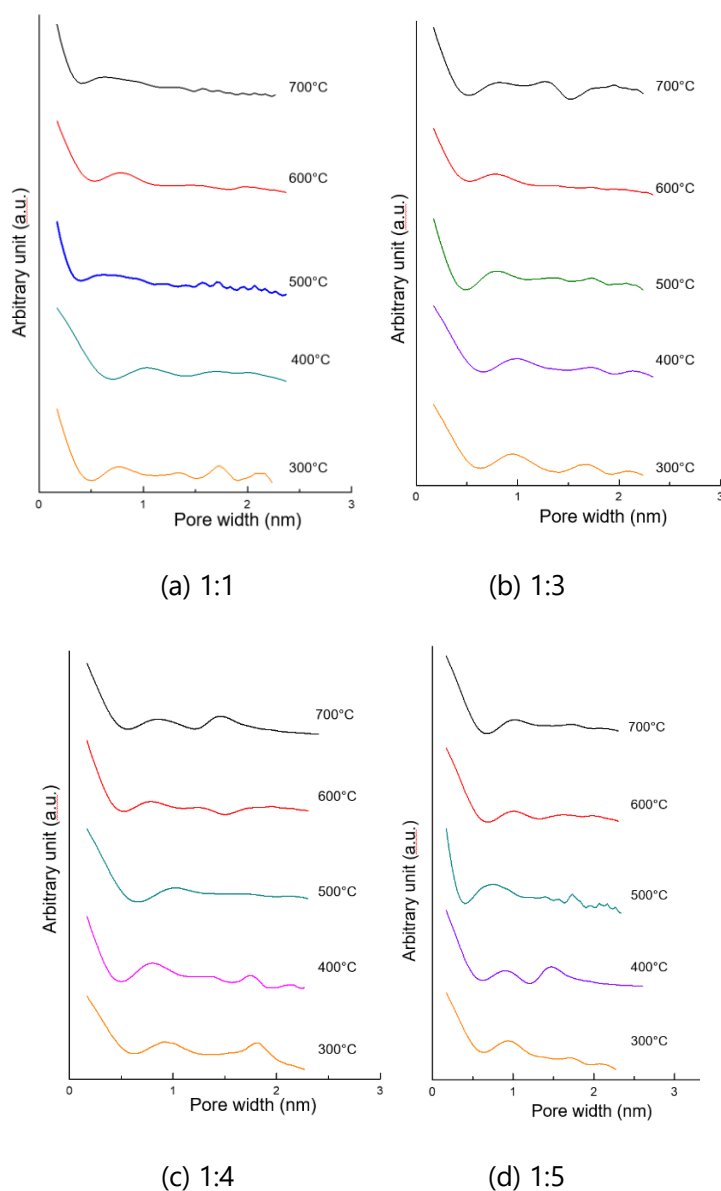 700°C
600°C
500°C
400°C
300°C
Arbitrary unit (a.u.)
0 1 2 3
Pore width (nm)
(a) 1:1
700°C
600°C
500°C
400°C
300°C
Arbitrary unit (a.u.)
0 1 2 3
Pore width (nm)
(b) 1:3
700°C
600°C
500°C
400°C
300°C
Arbitrary unit (a.u.)
0 1 2 3
Pore width (nm)
(c) 1:4
700°C
600°C
500°C
400°C
300°C
Arbitrary unit (a.u.)
0 1 2 3
Pore width (nm)
(d) 1:5